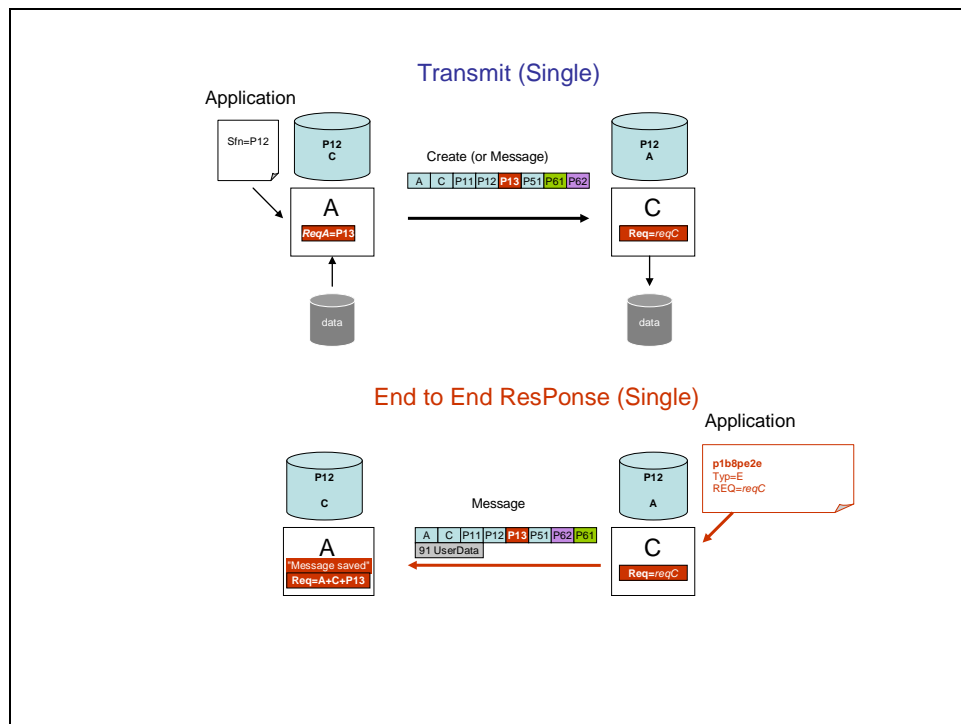 Transmit (Single)
Application
Sfn=P12
P12
C
P12
A
Create (or Message)
A C P11 P12 P13 P51 P61 P62
A
ReqA=P13
C
Req=reqC
data
data
End to End ResPonse (Single)
Application
p1b8pe2e
Typ=E
REQ=reqC
P12
C
P12
A
Message
A C P11 P12 P13 P51 P62 P61
91 UserData
A
"Message saved"
Req=A+C+P13
C
Req=reqC